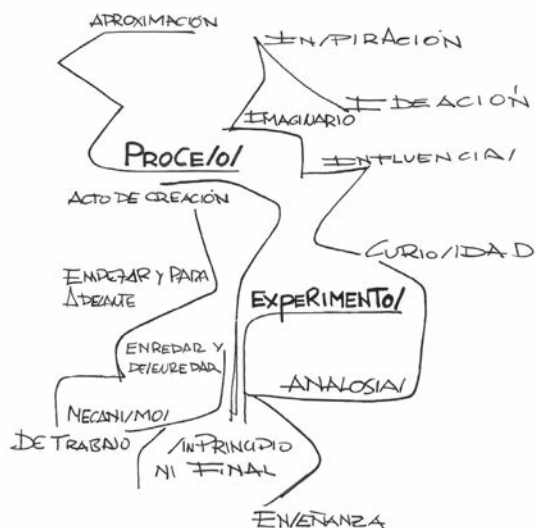 APROXIMACIÓN
INSPIRACIÓN
IDEACIÓN
IMAGINARIO
PROCESOS
INFLUENCIAS
ACTO DE CREACIÓN
CURIOSIDAD
EMPEZAR Y PARA
ADELANTE
EXPERIMENTOS
ENREDAR Y
DESENREDAR
ANALOGIAS
MECANISMOS
DE TRABAJO
SIN PRINCIPIO
NI FINAL
ENSEÑANZA